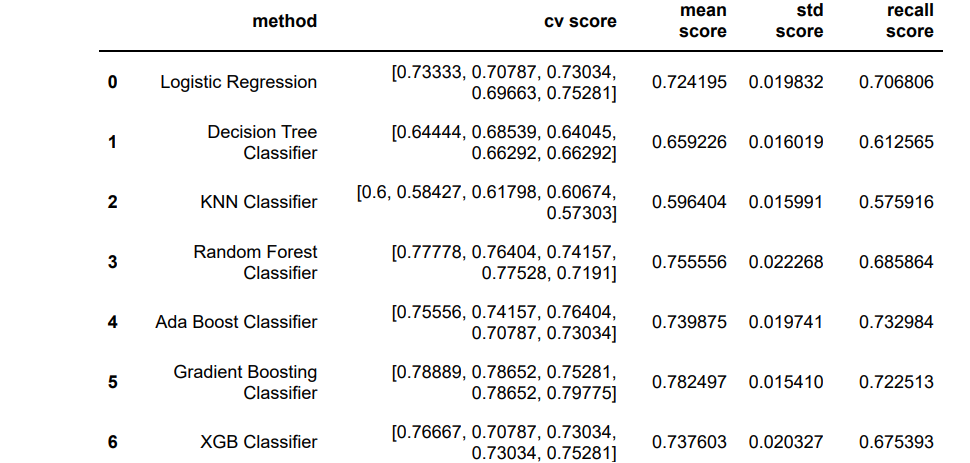 method cv score mean score std score recall score
0 Logistic Regression [0.73333, 0.70787, 0.73034, 0.69663, 0.75281] 0.724195 0.019832 0.706806
1 Decision Tree Classifier [0.64444, 0.68539, 0.64045, 0.66292, 0.66292] 0.659226 0.016019 0.612565
2 KNN Classifier [0.6, 0.58427, 0.61798, 0.60674, 0.57303] 0.596404 0.015991 0.575916
3 Random Forest Classifier [0.77778, 0.76404, 0.74157, 0.77528, 0.7191] 0.755556 0.022268 0.685864
4 Ada Boost Classifier [0.75556, 0.74157, 0.76404, 0.70787, 0.73034] 0.739875 0.019741 0.732984
5 Gradient Boosting Classifier [0.78889, 0.78652, 0.75281, 0.78652, 0.79775] 0.782497 0.015410 0.722513
6 XGB Classifier [0.76667, 0.70787, 0.73034, 0.73034, 0.75281] 0.737603 0.020327 0.675393